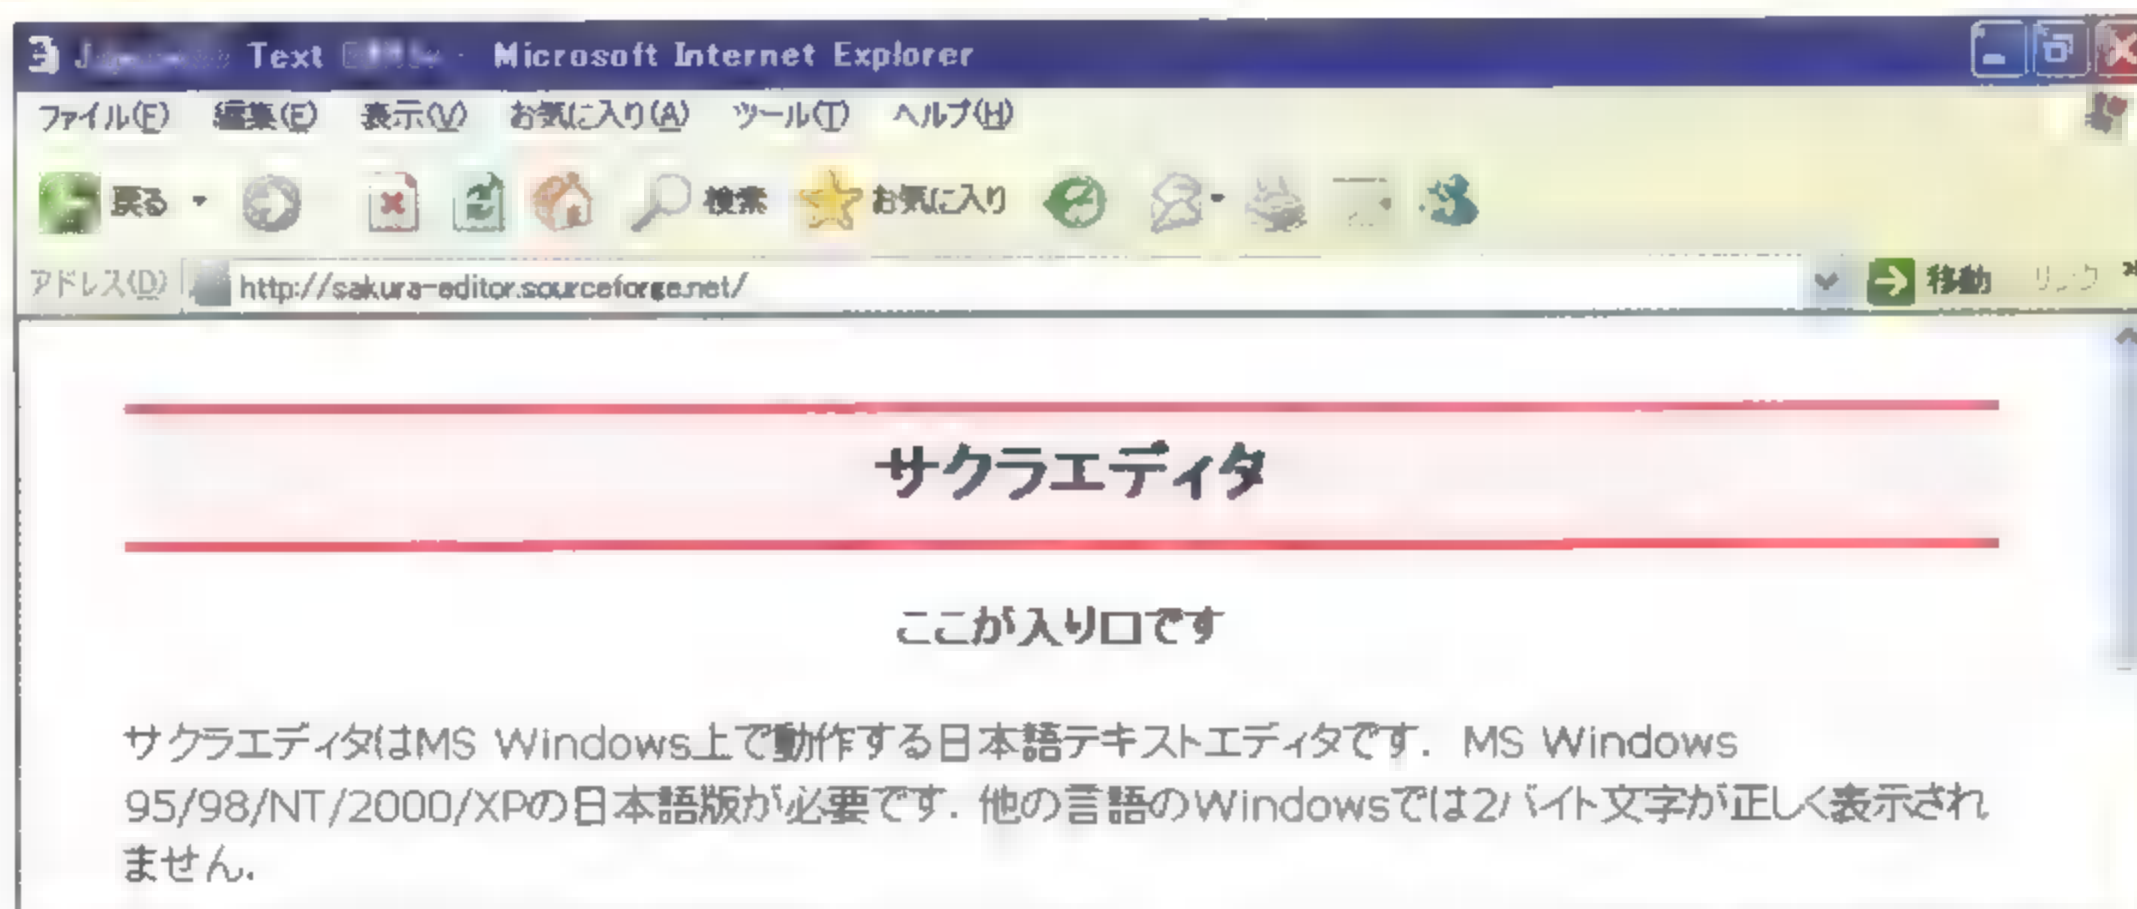 Text Microsoft Internet Explorer
ファイル(F) 編集(E) 表示(V) お気に入り(A) ツール(T) ヘルプ(H)
戻る 検索 お気に入り
アドレス(D) http://sakura-editor.sourceforge.net/ 移動 リンク »
サクラエディタ
ここが入り口です
サクラエディタはMS Windows上で動作する日本語テキストエディタです. MS Windows
95/98/NT/2000/XPの日本語版が必要です. 他の言語のWindowsでは2バイト文字が正しく表示され
ません.